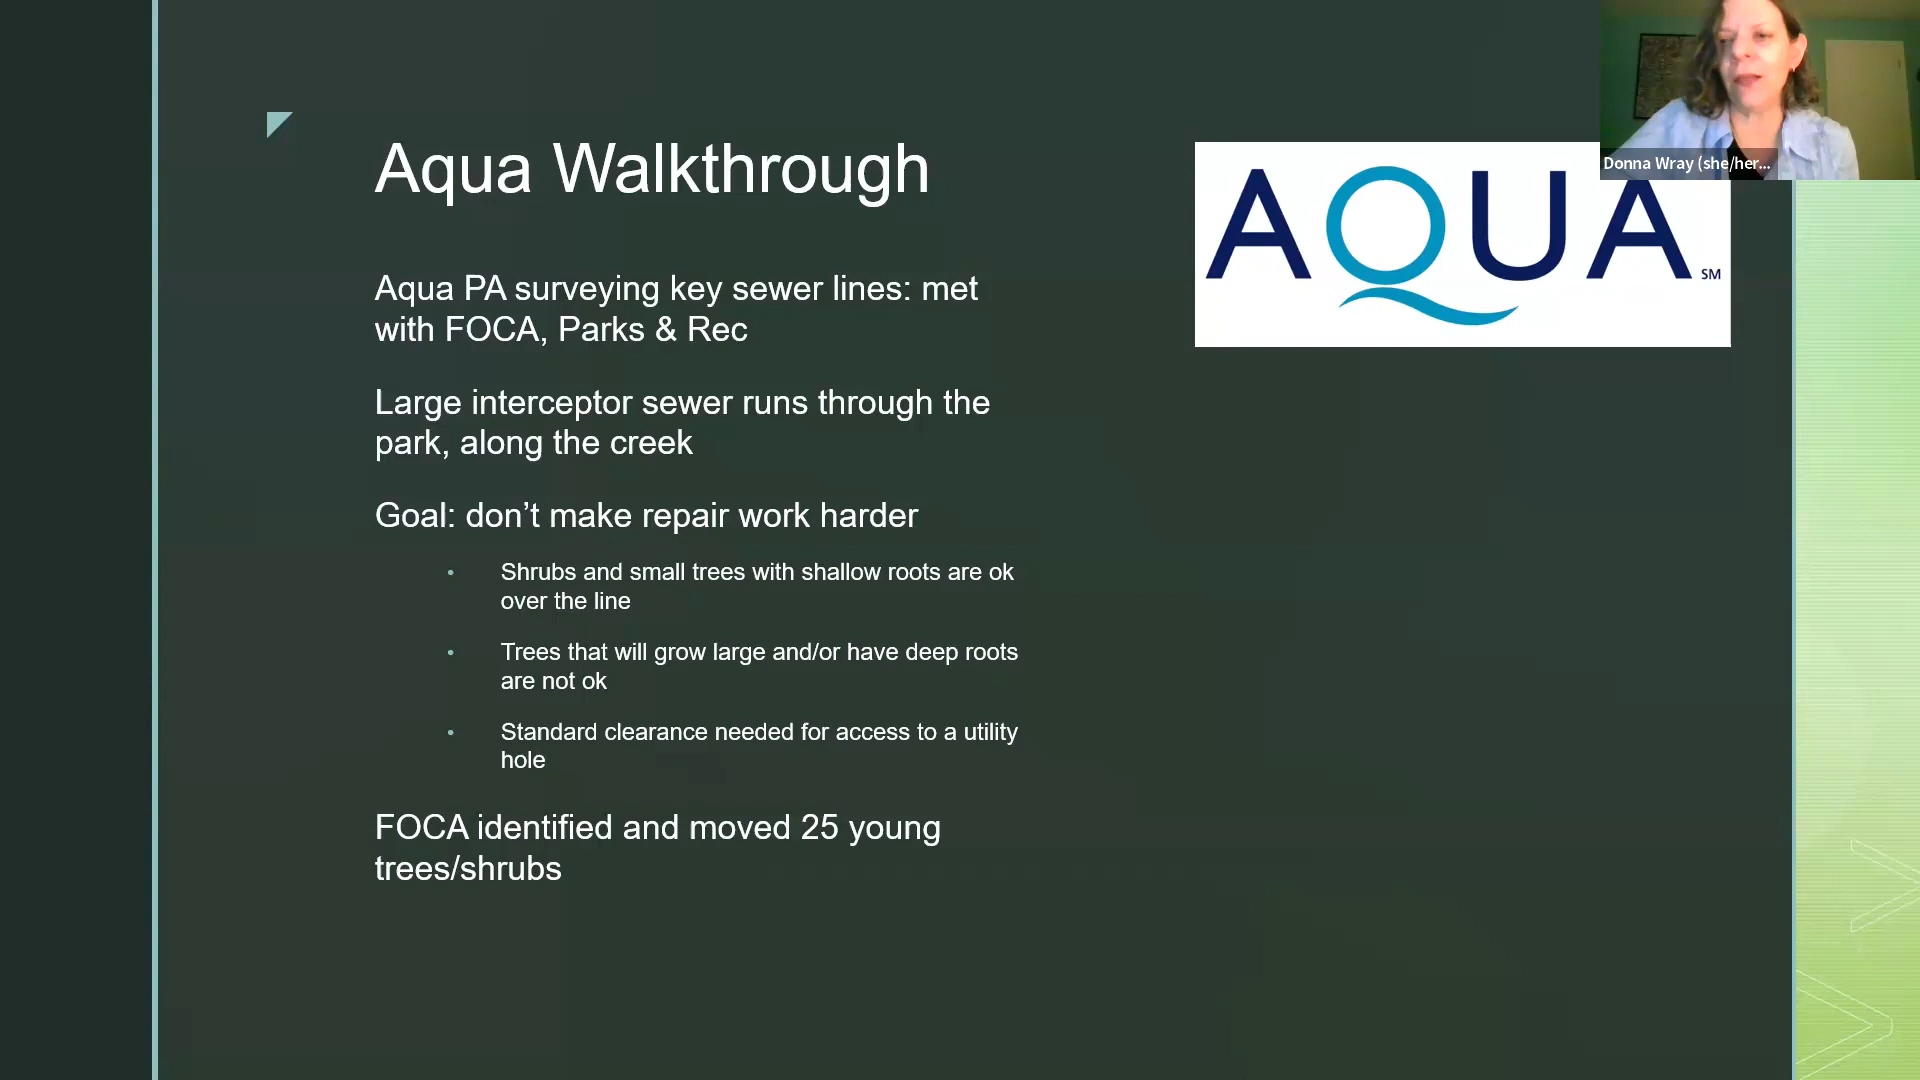 Donna Wray (she/her...
Aqua Walkthrough
AQUA
SM
Aqua PA surveying key sewer lines: met
with FOCA, Parks & Rec
Large interceptor sewer runs through the
park, along the creek
Goal: don’t make repair work harder
• Shrubs and small trees with shallow roots are ok
over the line
• Trees that will grow large and/or have deep roots
are not ok
• Standard clearance needed for access to a utility
hole
FOCA identified and moved 25 young
trees/shrubs